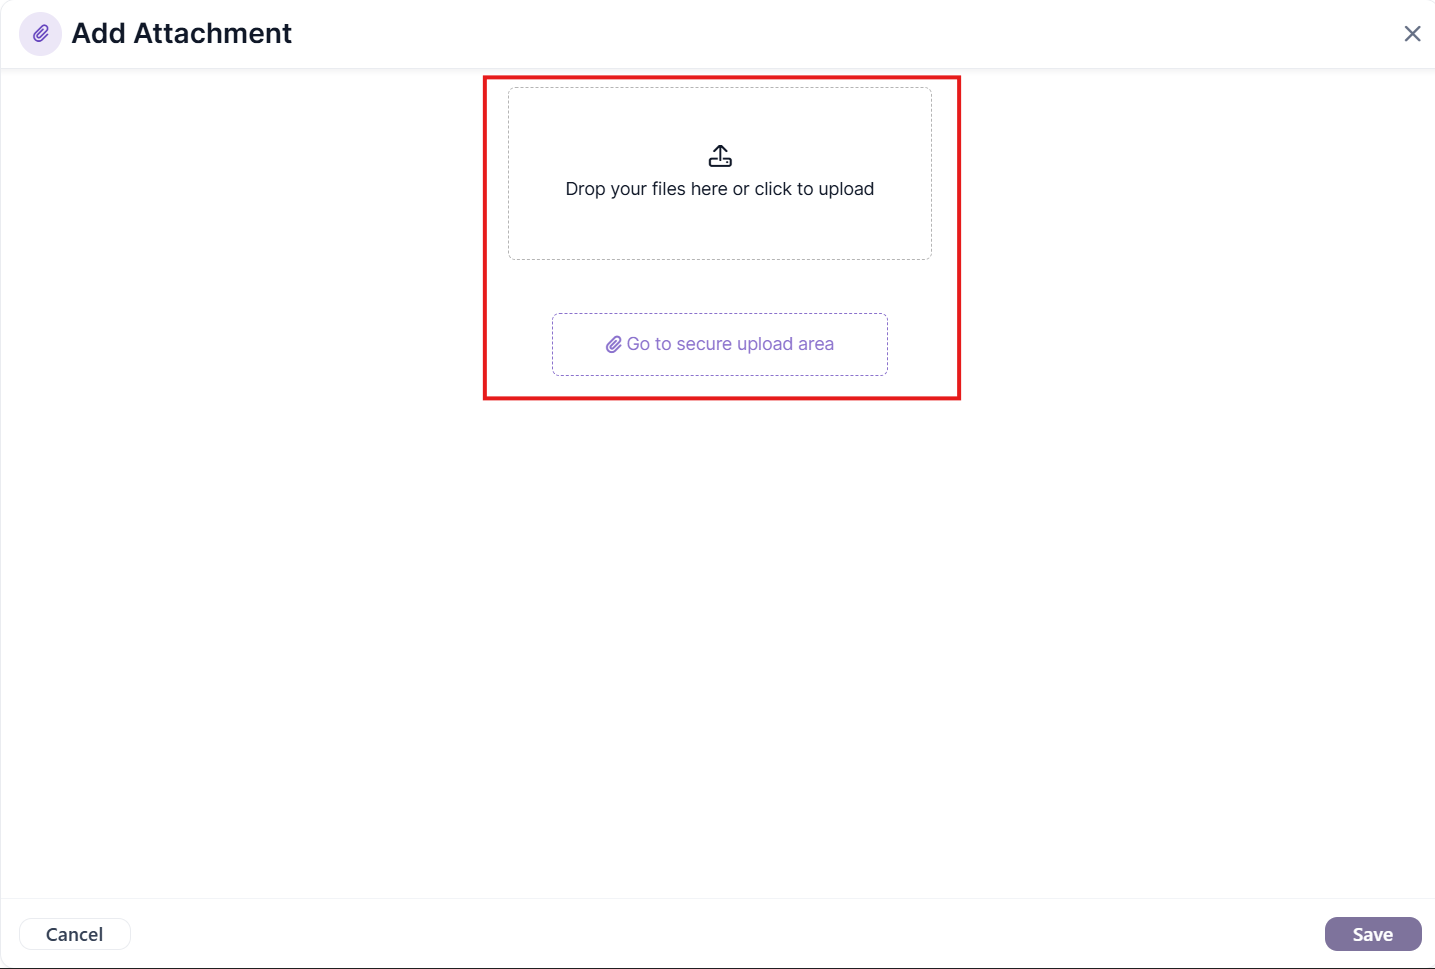 Add Attachment
Drop your files here or click to upload
Go to secure upload area
Cancel
Save